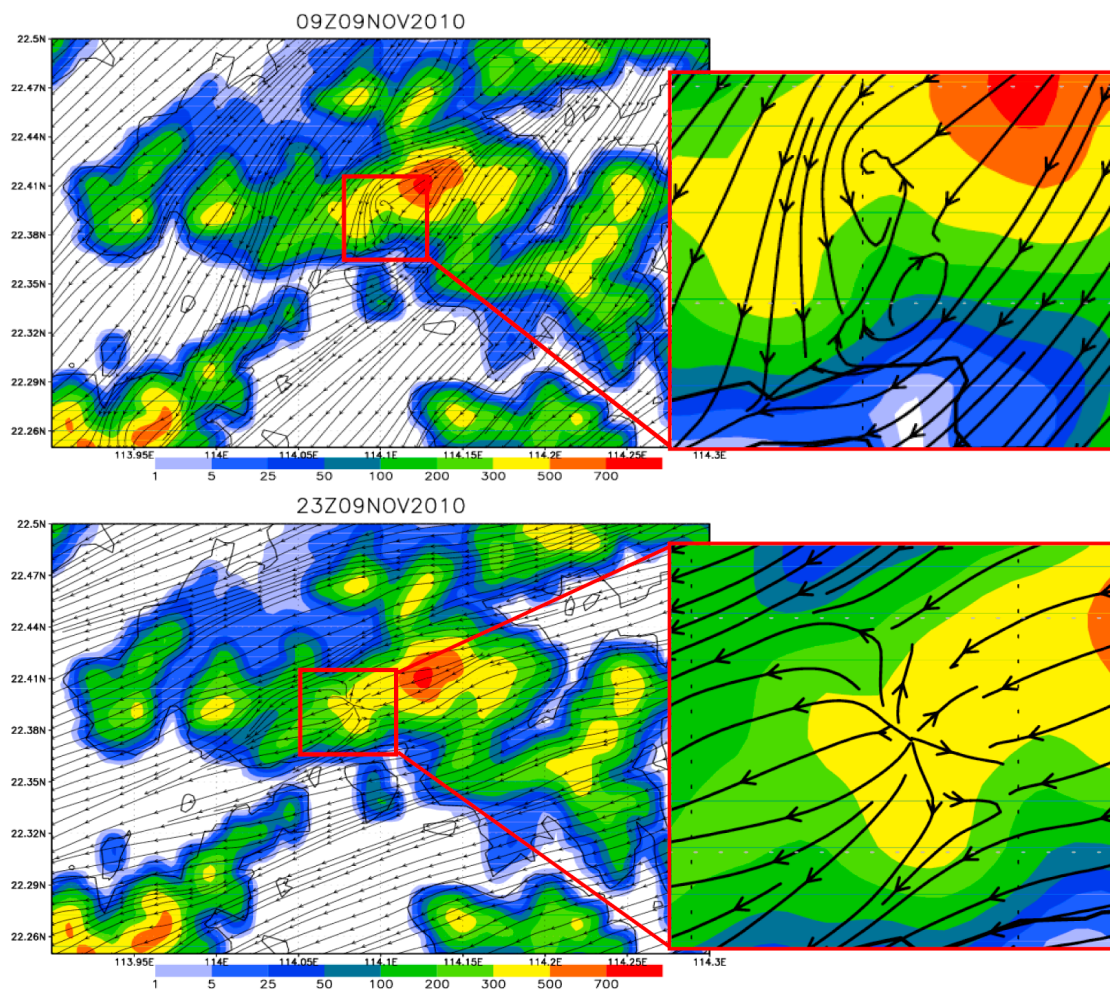 09Z09NOV2010
22.5N
22.47N
22.44N
22.41N
22.38N
22.35N
22.32N
22.29N
22.26N
113.95E 114E 114.05E 114.1E 114.15E 114.2E 114.25E 114.3E
1 5 25 50 100 200 300 500 700
23Z09NOV2010
22.5N
22.47N
22.44N
22.41N
22.38N
22.35N
22.32N
22.29N
22.26N
113.95E 114E 114.05E 114.1E 114.15E 114.2E 114.25E 114.3E
1 5 25 50 100 200 300 500 700